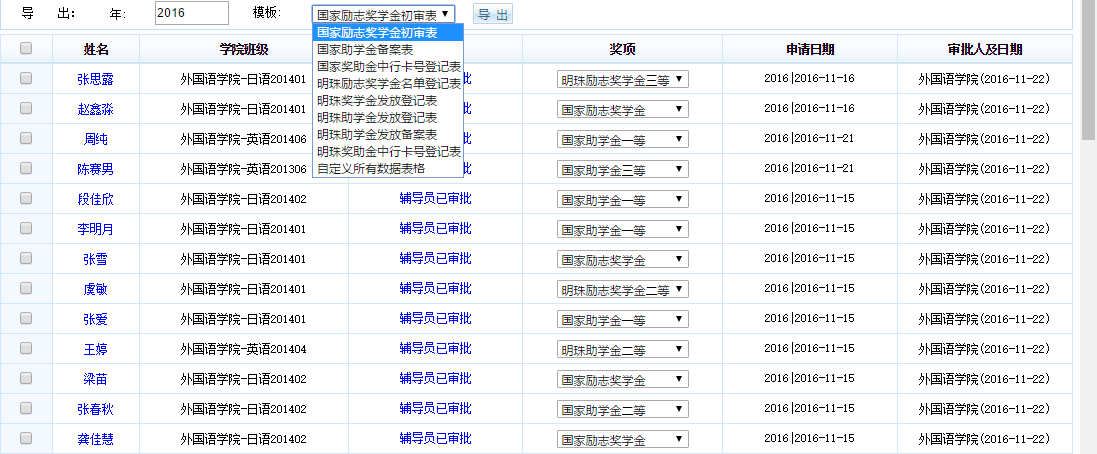 导 出: 年: 2016 模板: 国家励志奖学金初审表 导 出
国家励志奖学金初审表
国家助学金备案表
国家奖助金中行卡号登记表
明珠励志奖学金名单登记表
明珠奖学金发放登记表
明珠助学金发放登记表
明珠助学金发放备案表
明珠奖助金中行卡号登记表
自定义所有数据表格
姓名 学院班级 奖项 申请日期 审批人及日期
张思露 外国语学院-日语201401 批 明珠励志奖学金三等 2016|2016-11-16 外国语学院(2016-11-22)
赵鑫淼 外国语学院-日语201401 批 国家励志奖学金 2016|2016-11-16 外国语学院(2016-11-22)
周纯 外国语学院-英语201406 批 国家助学金一等 2016|2016-11-21 外国语学院(2016-11-22)
陈赛男 外国语学院-英语201306 批 国家助学金三等 2016|2016-11-21 外国语学院(2016-11-22)
段佳欣 外国语学院-日语201402 辅导员已审批 国家助学金一等 2016|2016-11-15 外国语学院(2016-11-22)
李明月 外国语学院-日语201401 辅导员已审批 国家助学金一等 2016|2016-11-15 外国语学院(2016-11-22)
张雪 外国语学院-日语201401 辅导员已审批 国家励志奖学金 2016|2016-11-15 外国语学院(2016-11-22)
虞敏 外国语学院-日语201401 辅导员已审批 明珠励志奖学金二等 2016|2016-11-15 外国语学院(2016-11-22)
张爱 外国语学院-日语201401 辅导员已审批 国家助学金一等 2016|2016-11-15 外国语学院(2016-11-22)
王婷 外国语学院-英语201404 辅导员已审批 明珠助学金二等 2016|2016-11-15 外国语学院(2016-11-22)
梁苗 外国语学院-日语201402 辅导员已审批 国家励志奖学金 2016|2016-11-15 外国语学院(2016-11-22)
张春秋 外国语学院-日语201402 辅导员已审批 国家助学金二等 2016|2016-11-15 外国语学院(2016-11-22)
龚佳慧 外国语学院-日语201402 辅导员已审批 国家励志奖学金 2016|2016-11-15 外国语学院(2016-11-22)